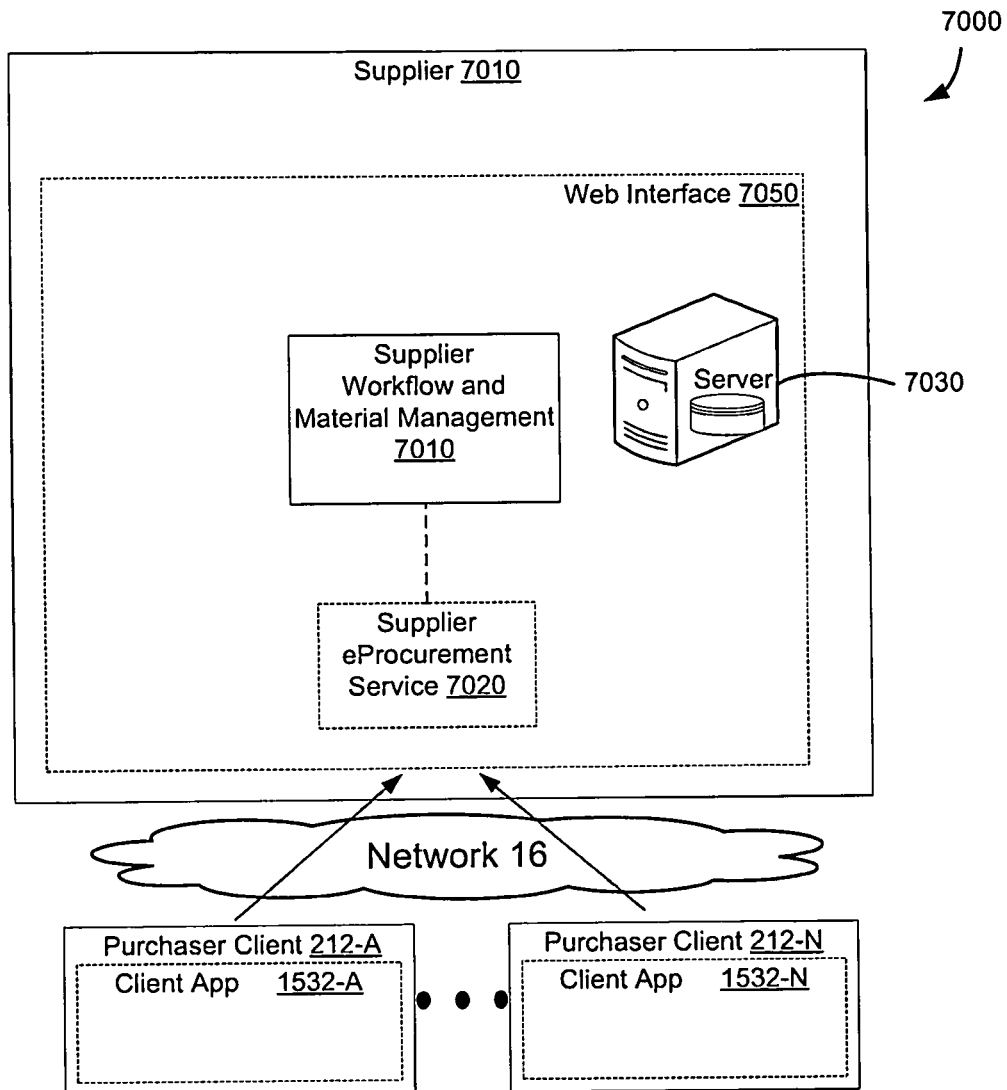 7000
Supplier 7010
Web Interface 7050
Supplier
Workflow and
Material Management
7010
Server
7030
Supplier
eProcurement
Service 7020
Network 16
Purchaser Client 212-A
Client App 1532-A
Purchaser Client 212-N
Client App 1532-N